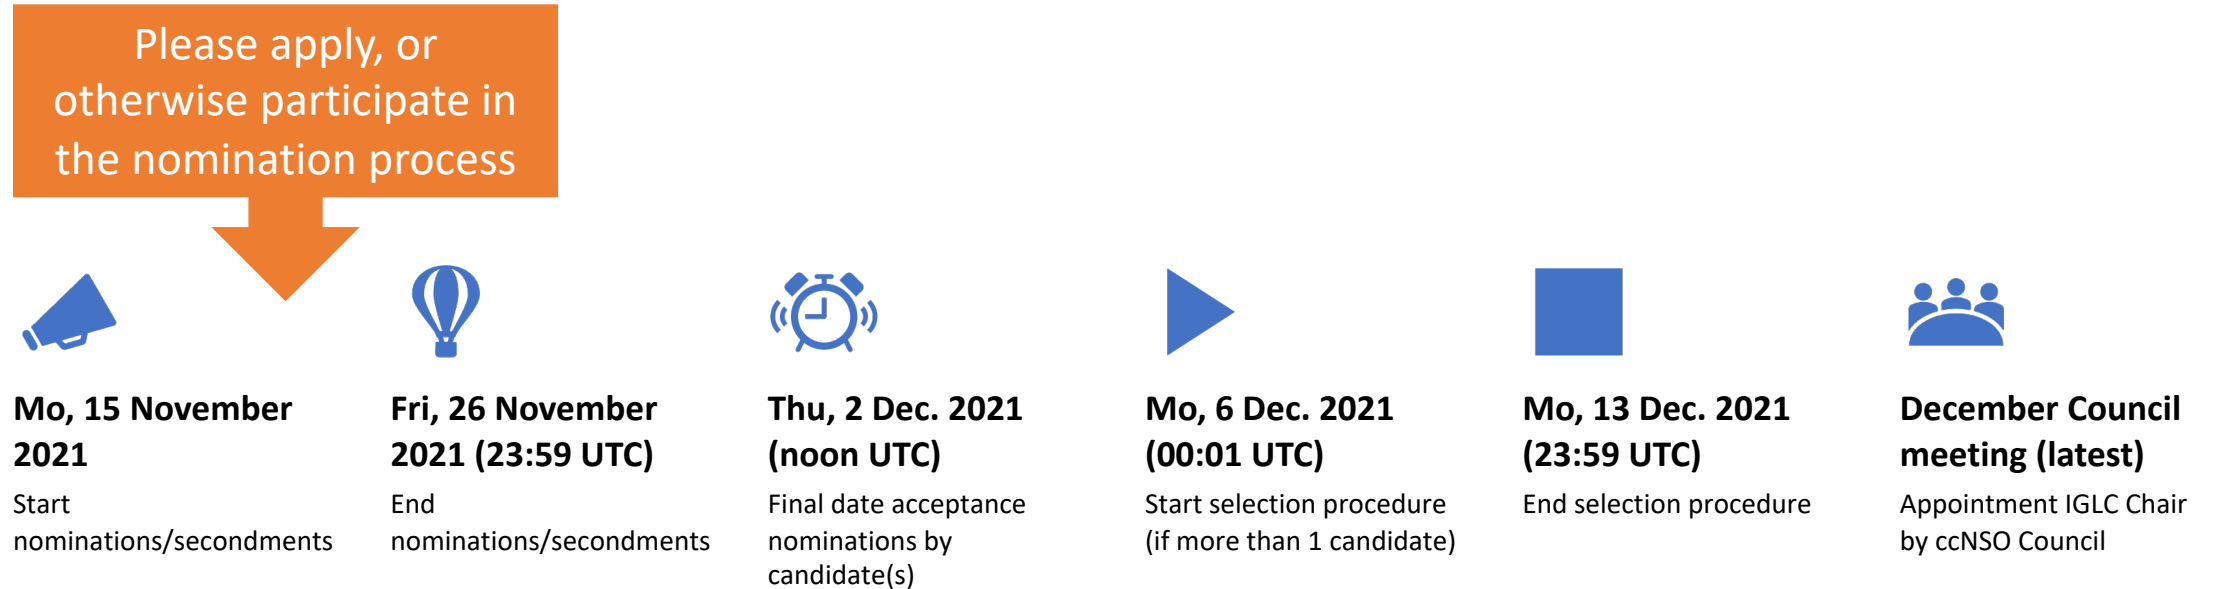 Please apply, or
otherwise participate in
the nomination process
Mo, 15 November
2021
Start
nominations/secondments
Fri, 26 November
2021 (23:59 UTC)
End
nominations/secondments
Thu, 2 Dec. 2021
(noon UTC)
Final date acceptance
nominations by
candidate(s)
Mo, 6 Dec. 2021
(00:01 UTC)
Start selection procedure
(if more than 1 candidate)
Mo, 13 Dec. 2021
(23:59 UTC)
End selection procedure
December Council
meeting (latest)
Appointment IGLC Chair
by ccNSO Council